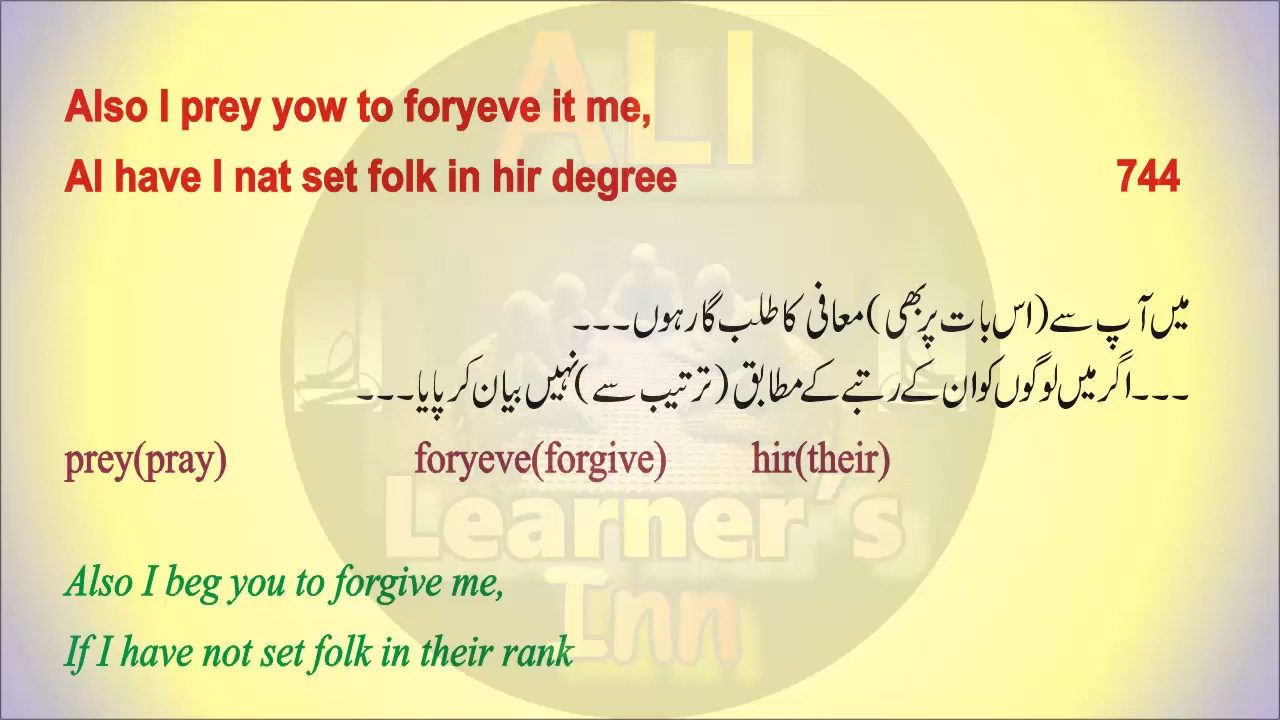 Also I prey yow to foryeve it me,
Al have I nat set folk in hir degree 744
میں آپ سے (اس بات پر بھی) معافی کا طلب گار ہوں۔۔۔
۔۔۔اگر میں لوگوں کو ان کے رتبے کے مطابق (ترتیب سے) نہیں بیان کر پایا۔۔۔
prey(pray) foryeve(forgive) hir(their)
Also I beg you to forgive me,
If I have not set folk in their rank
ALI
Learner's
Inn